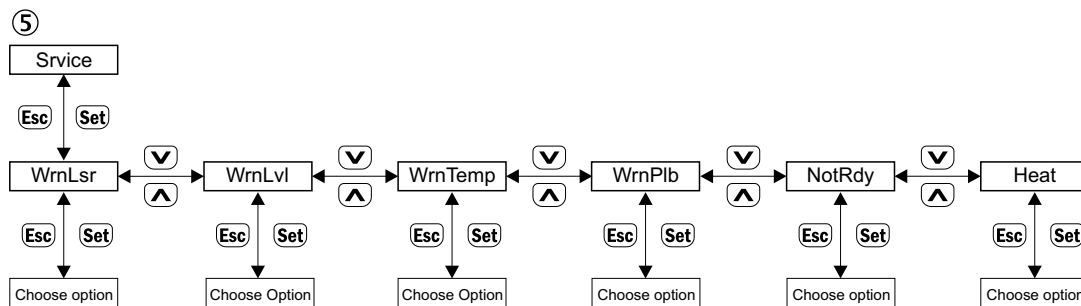 ⑤
Srvice
Esc Set
WrnLsr WrnLvl WrnTemp WrnPlb NotRdy Heat
Esc Set Esc Set Esc Set Esc Set Esc Set Esc Set
Choose option Choose Option Choose option Choose option Choose option Choose option